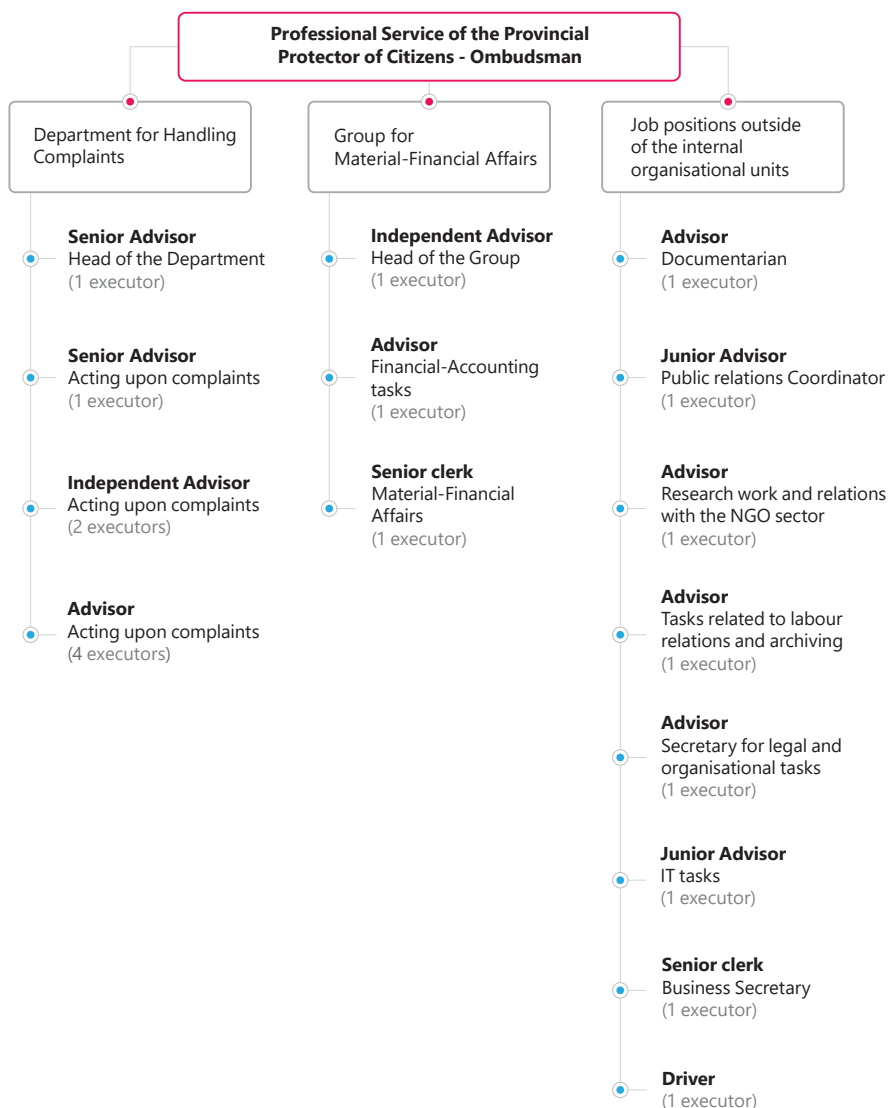 Professional Service of the Provincial
Protector of Citizens - Ombudsman
Department for Handling
Complaints
Senior Advisor
Head of the Department
(1 executor)
Senior Advisor
Acting upon complaints
(1 executor)
Independent Advisor
Acting upon complaints
(2 executors)
Advisor
Acting upon complaints
(4 executors)
Group for
Material-Financial Affairs
Independent Advisor
Head of the Group
(1 executor)
Advisor
Financial-Accounting
tasks
(1 executor)
Senior clerk
Material-Financial
Affairs
(1 executor)
Job positions outside
of the internal
organisational units
Advisor
Documentarian
(1 executor)
Junior Advisor
Public relations Coordinator
(1 executor)
Advisor
Research work and relations
with the NGO sector
(1 executor)
Advisor
Tasks related to labour
relations and archiving
(1 executor)
Advisor
Secretary for legal and
organisational tasks
(1 executor)
Junior Advisor
IT tasks
(1 executor)
Senior clerk
Business Secretary
(1 executor)
Driver
(1 executor)